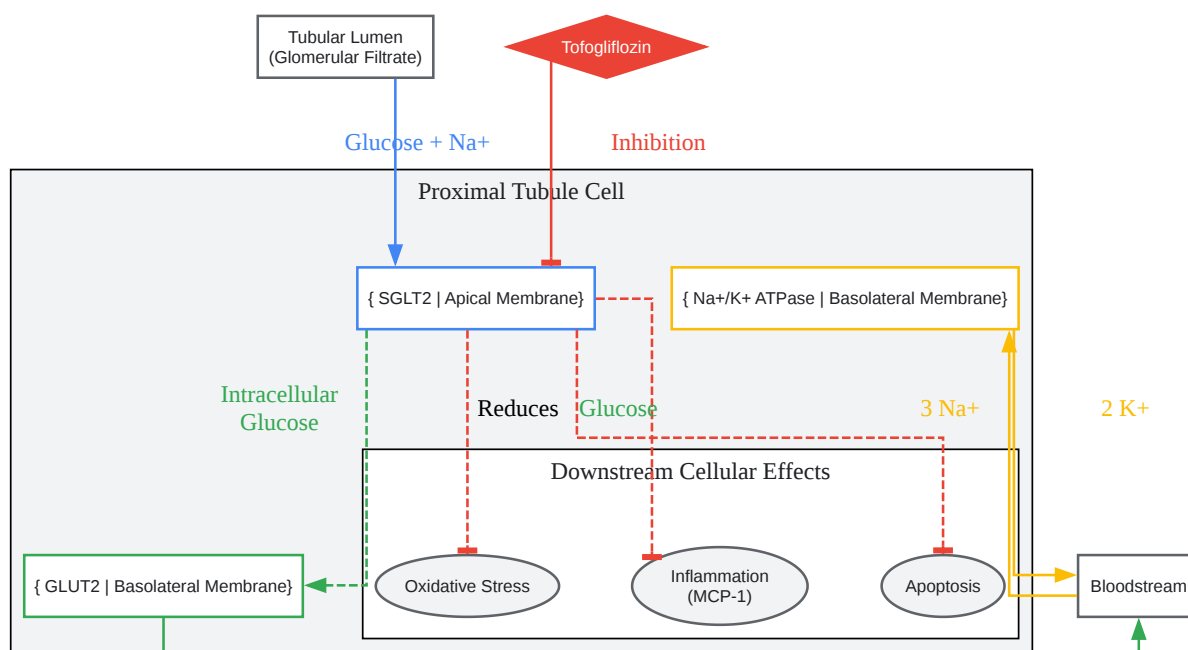 Tubular Lumen
(Glomerular Filtrate)
Tofogliflozin
Glucose + Na+
Inhibition
Proximal Tubule Cell
{ SGLT2 | Apical Membrane}
{ Na+/K+ ATPase | Basolateral Membrane}
Intracellular
Glucose
Reduces
Glucose
3 Na+
2 K+
Downstream Cellular Effects
{ GLUT2 | Basolateral Membrane}
Oxidative Stress
Inflammation
(MCP-1)
Apoptosis
Bloodstream